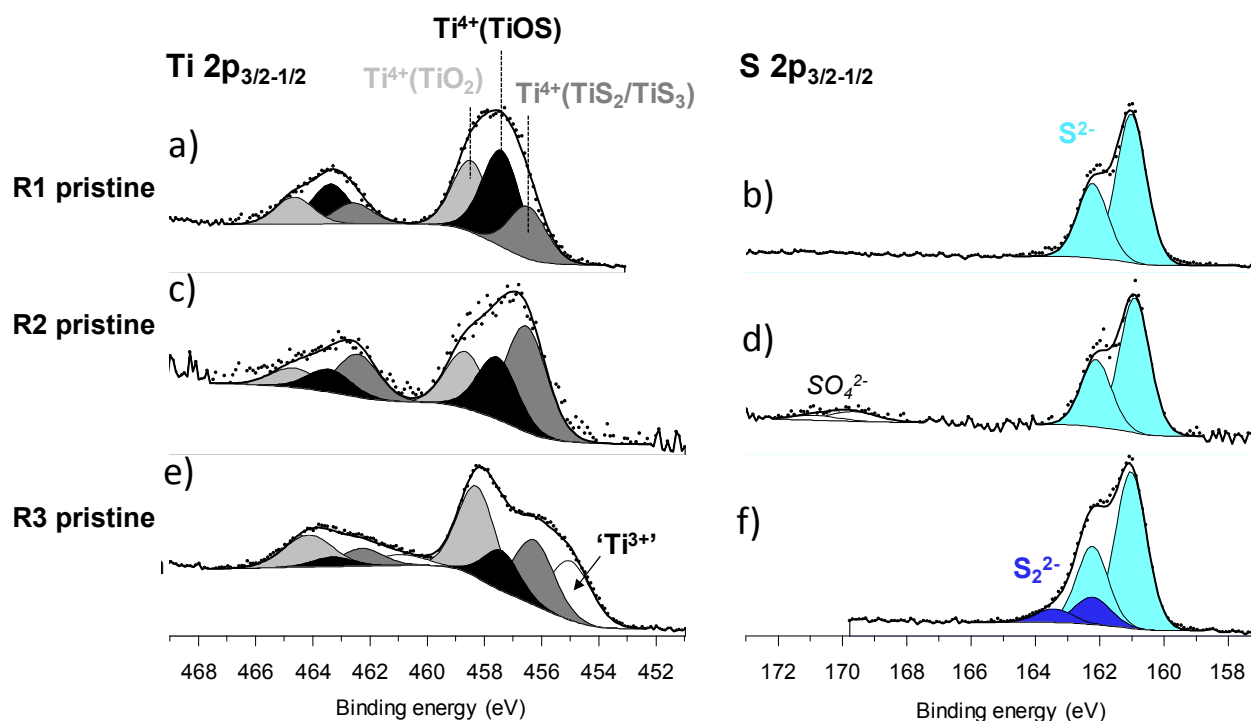 Ti⁴⁺(TiOS)
Ti 2p3/2-1/2
S 2p3/2-1/2
Ti⁴⁺(TiO₂)
Ti⁴⁺(TiS₂/TiS₃)
a)
S²⁻
R1 pristine
b)
c)
R2 pristine
d)
SO₄²⁻
e)
R3 pristine
f)
'Ti³⁺'
S₂²⁻
468 466 464 462 460 458 456 454 452
172 170 168 166 164 162 160 158
Binding energy (eV)
Binding energy (eV)